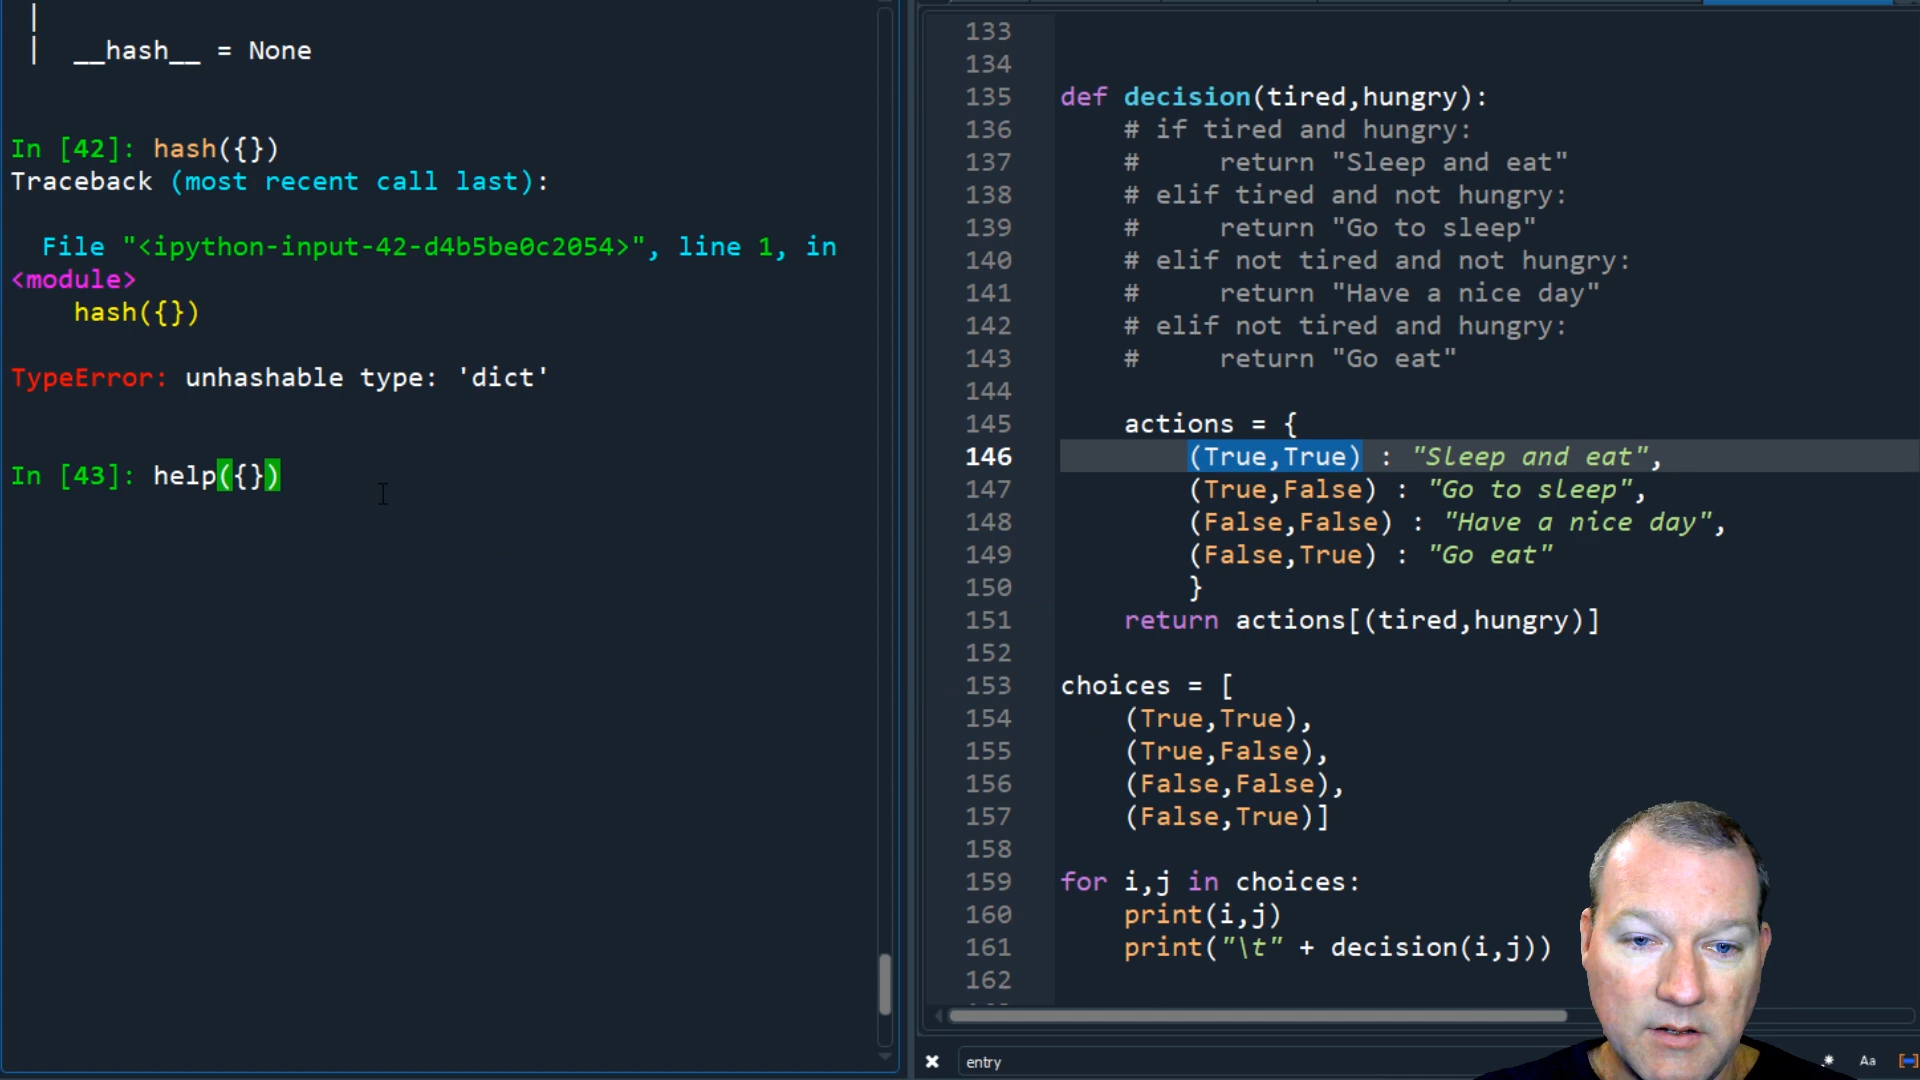 |
|  __hash__ = None
In [42]: hash({})
Traceback (most recent call last):
  File "<ipython-input-42-d4b5be0c2054>", line 1, in
<module>
    hash({})
TypeError: unhashable type: 'dict'
In [43]: help({})
133
134
135 def decision(tired,hungry):
136     # if tired and hungry:
137     #     return "Sleep and eat"
138     # elif tired and not hungry:
139     #     return "Go to sleep"
140     # elif not tired and not hungry:
141     #     return "Have a nice day"
142     # elif not tired and hungry:
143     #     return "Go eat"
144
145     actions = {
146         (True,True) : "Sleep and eat",
147         (True,False) : "Go to sleep",
148         (False,False) : "Have a nice day",
149         (False,True) : "Go eat"
150         }
151     return actions[(tired,hungry)]
152
153 choices = [
154     (True,True),
155     (True,False),
156     (False,False),
157     (False,True)]
158
159 for i,j in choices:
160     print(i,j)
161     print("\t" + decision(i,j))
162
entry
Aa